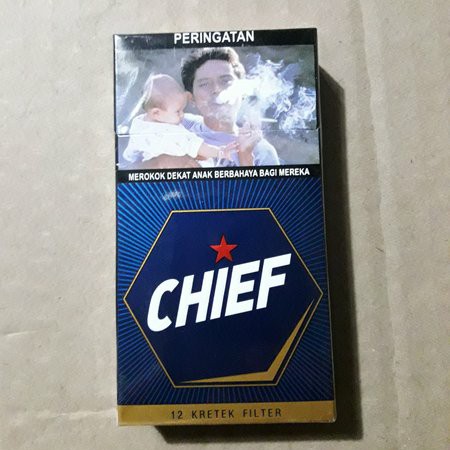 PERINGATAN
MEROKOK DEKAT ANAK BERBAHAYA BAGI MEREKA
CHIEF
12 KRETEK FILTER